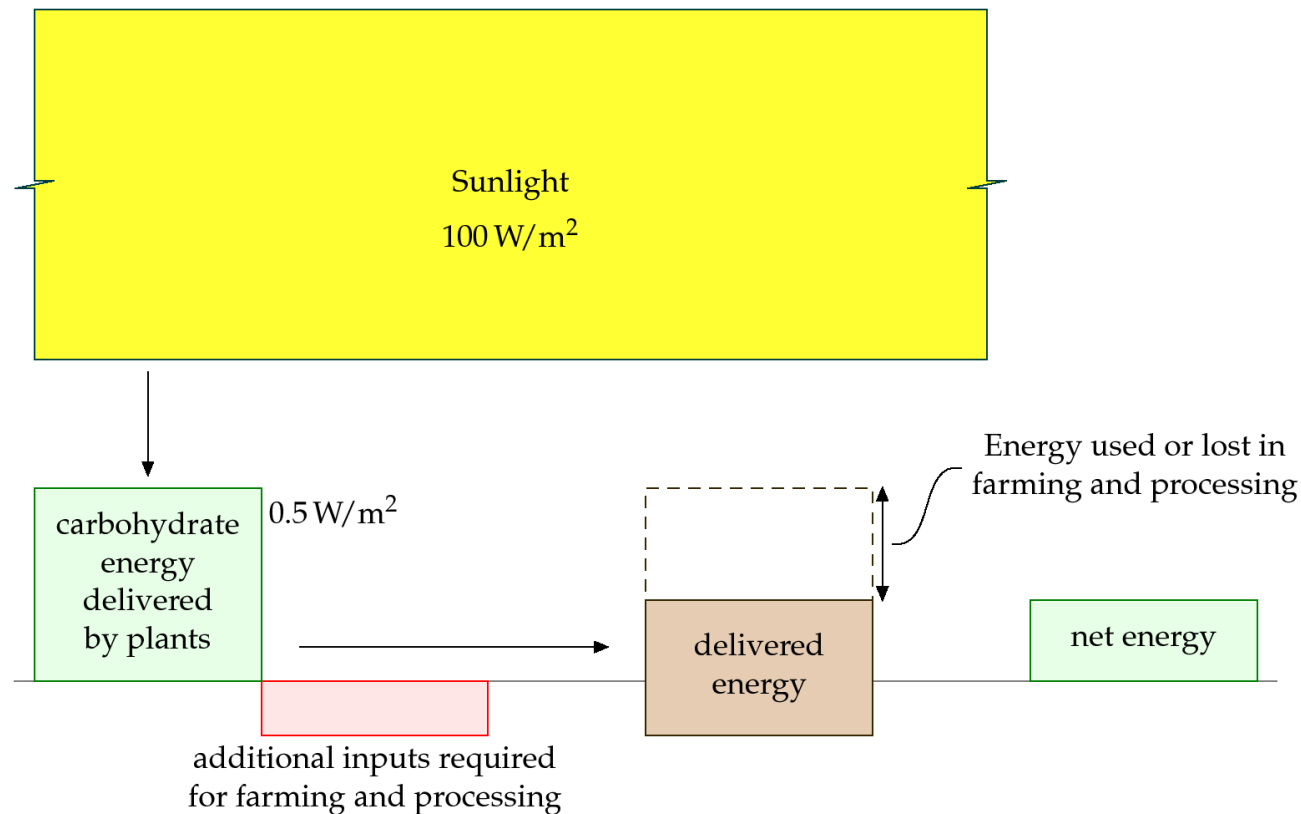 Sunlight
100 W/m²
Energy used or lost in
farming and processing
carbohydrate
energy
delivered
by plants
0.5 W/m²
delivered
energy
net energy
additional inputs required
for farming and processing